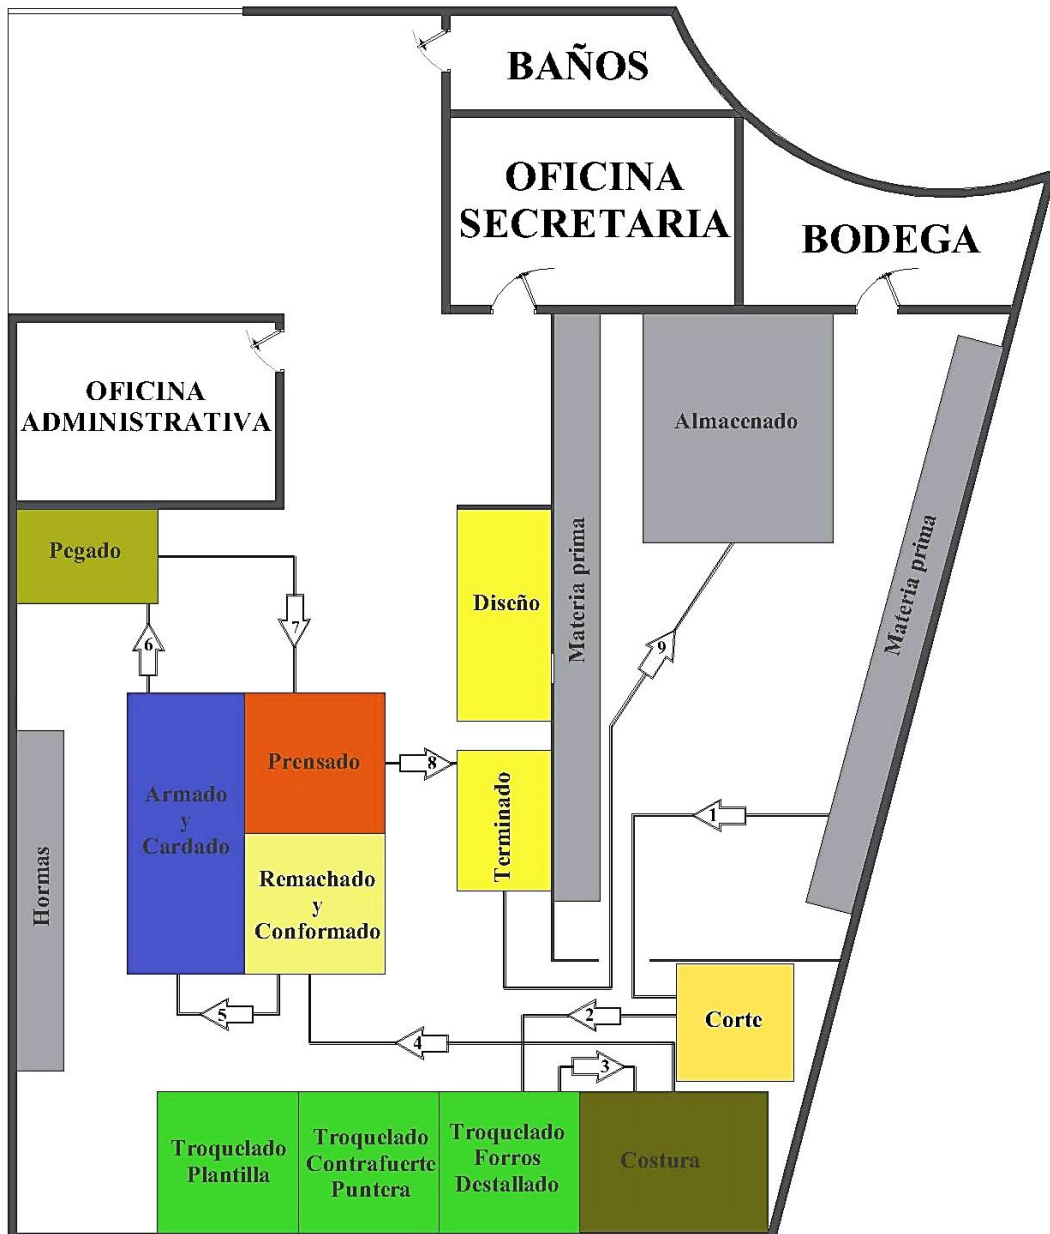 BAÑOS
OFICINA
SECRETARIA
BODEGA
OFICINA
ADMINISTRATIVA
Almacenado
Pegado
Diseño
Materia prima
Materia prima
6
7
9
Prensado
8
Armado
y
Cardado
Terminado
1
Hormas
Remachado
y
Conformado
5
2
Corte
4
3
Troquelado
Plantilla
Troquelado
Contrafuerte
Puntera
Troquelado
Forros
Destallado
Costura